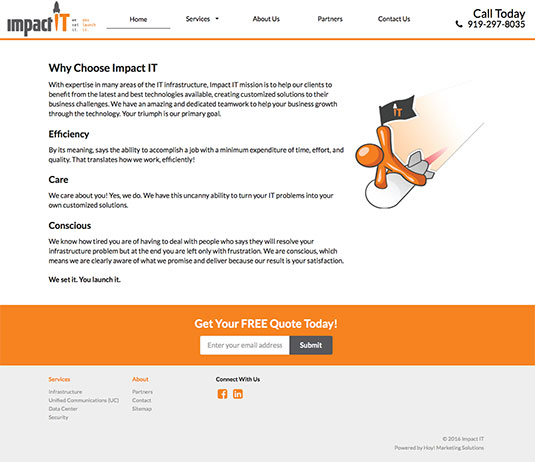 impact IT
we set it. you launch it.
Home
Services
About Us
Partners
Contact Us
Call Today
919-297-8035
Why Choose Impact IT
With expertise in many areas of the IT infrastructure, Impact IT mission is to help our clients to
benefit from the latest and best technologies available, creating customized solutions to their
business challenges. We have an amazing and dedicated teamwork to help your business growth
through the technology. Your triumph is our primary goal.
IT
Efficiency
By its meaning, says the ability to accomplish a job with a minimum expenditure of time, effort, and
quality. That translates how we work, efficiently!
Care
We care about you! Yes, we do. We have this uncanny ability to turn your IT problems into your
own customized solutions.
Conscious
We know how tired you are of having to deal with people who says they will resolve your
infrastructure problem but at the end you are left only with frustration. We are conscious, which
means we are clearly aware of what we promise and deliver because our result is your satisfaction.
We set it. You launch it.
Get Your FREE Quote Today!
Enter your email address
Submit
Services
Infrastructure
Unified Communications (UC)
Data Center
Security
About
Partners
Contact
Sitemap
Connect With Us
© 2016 Impact IT
Powered by Hoy! Marketing Solutions